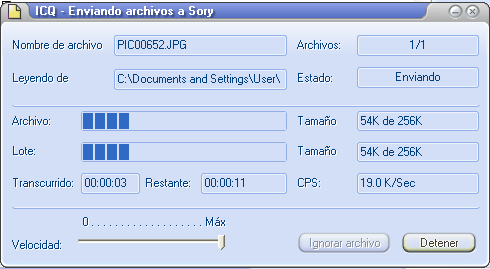 ICQ - Enviando archivos a Sory
Nombre de archivo PIC00652.JPG Archivos: 1/1
Leyendo de C:\Documents and Settings\User\ Estado: Enviando
Archivo: Tamaño 54K de 256K
Lote: Tamaño 54K de 256K
Transcurrido: 00:00:03 Restante: 00:00:11 CPS: 19.0 K/Sec
0 . . . . . . . . . . . . . . . . . . . Máx
Velocidad: Ignorar archivo Detener